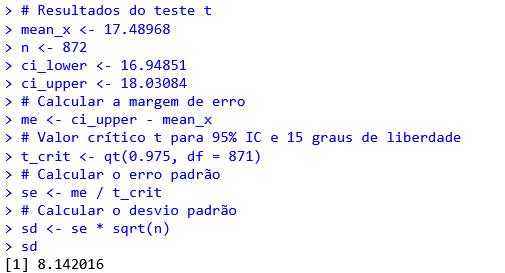 > # Resultados do teste t
> mean_x <- 17.48968
> n <- 872
> ci_lower <- 16.94851
> ci_upper <- 18.03084
> # Calcular a margem de erro
> me <- ci_upper - mean_x
> # Valor crítico t para 95% IC e 15 graus de liberdade
> t_crit <- qt(0.975, df = 871)
> # Calcular o erro padrão
> se <- me / t_crit
> # Calcular o desvio padrão
> sd <- se * sqrt(n)
> sd
[1] 8.142016